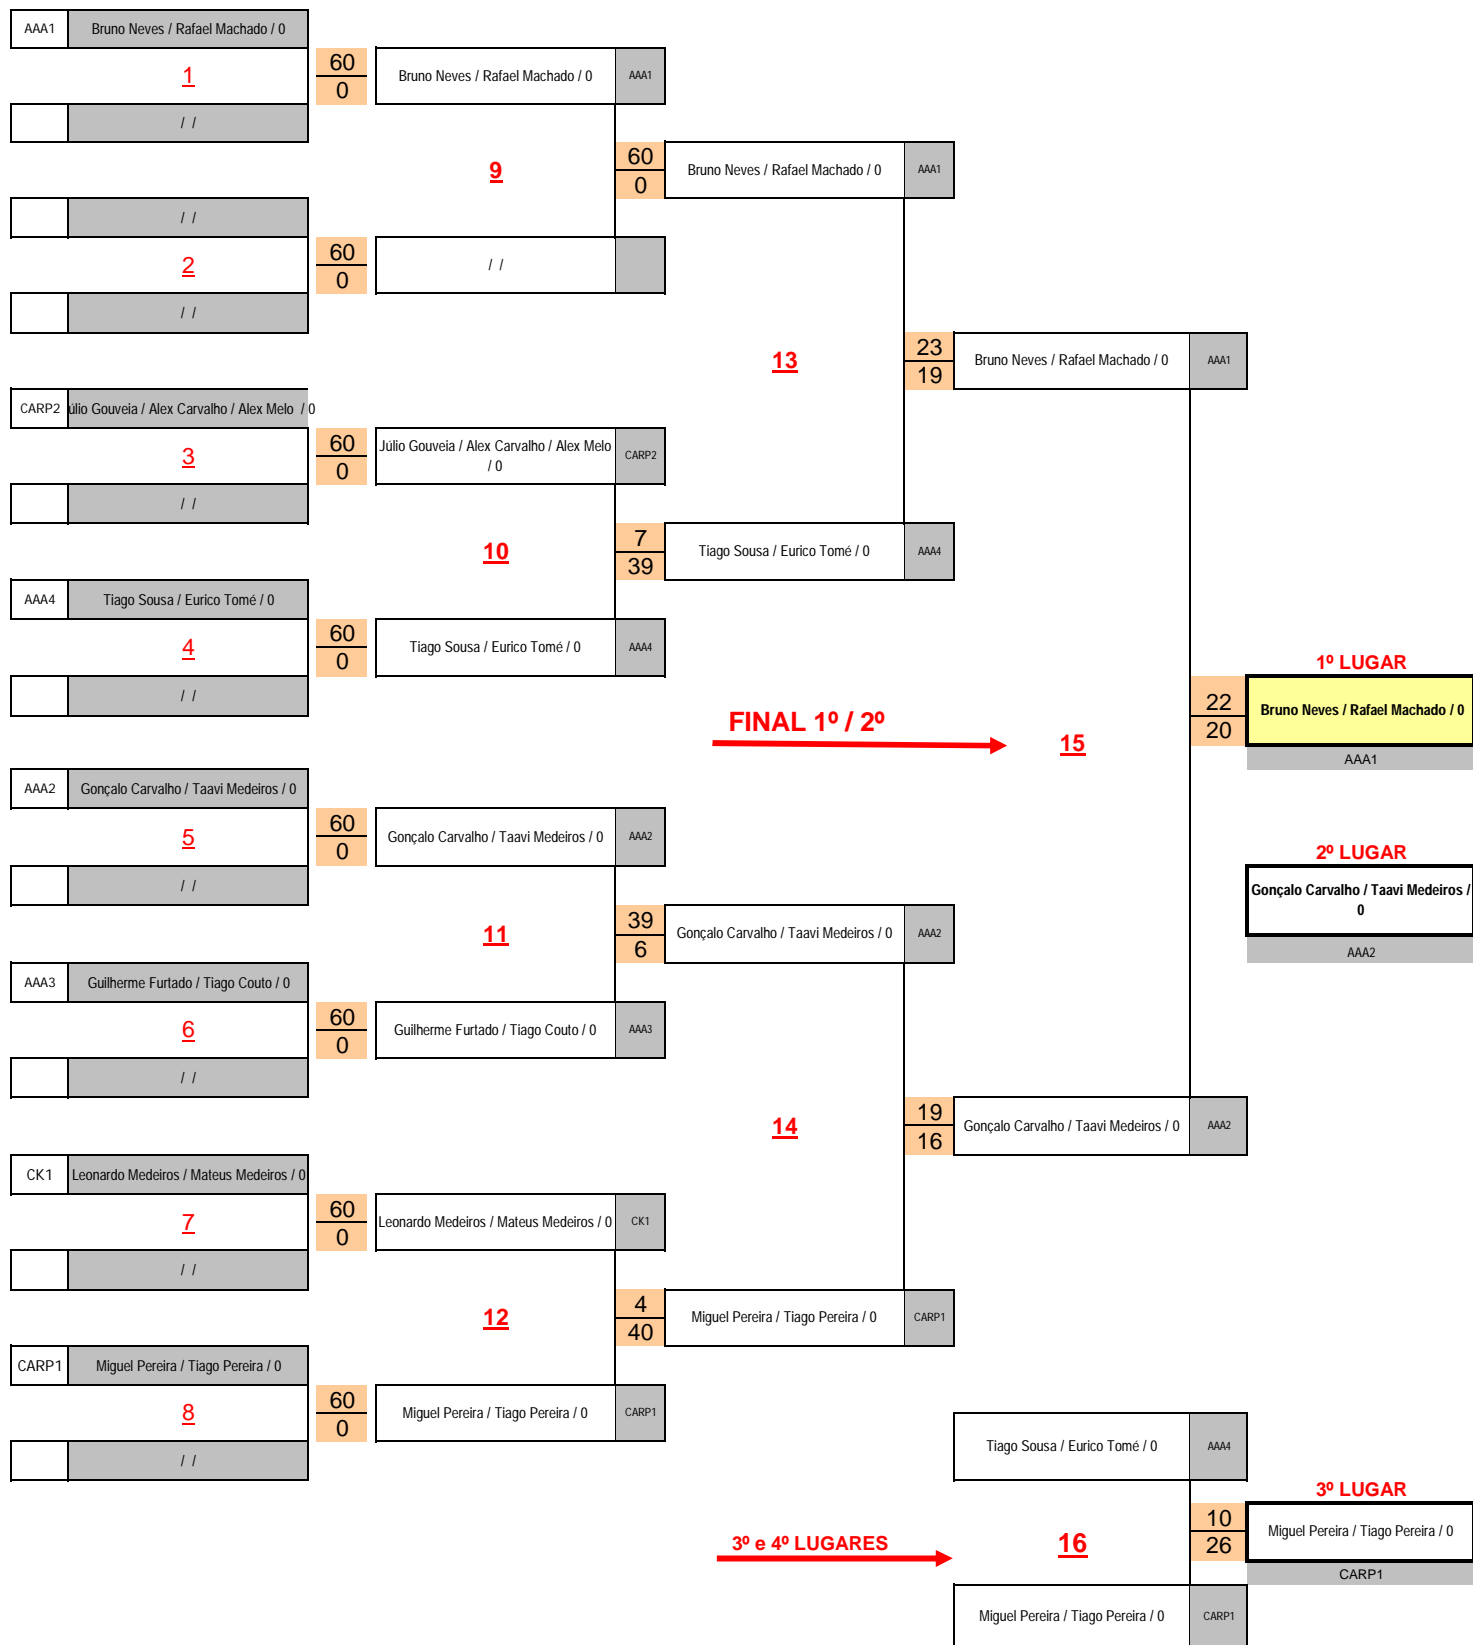 AAA1 Bruno Neves / Rafael Machado / 0
1
/ /
60
0
Bruno Neves / Rafael Machado / 0 AAA1
9
60
0
Bruno Neves / Rafael Machado / 0 AAA1
/ /
2
/ /
60
0
/ /
13
23
19
Bruno Neves / Rafael Machado / 0 AAA1
CARP2 úlio Gouveia / Alex Carvalho / Alex Melo / 0
3
/ /
60
0
Júlio Gouveia / Alex Carvalho / Alex Melo
/ 0
CARP2
10
7
39
Tiago Sousa / Eurico Tomé / 0 AAA4
AAA4 Tiago Sousa / Eurico Tomé / 0
4
/ /
60
0
Tiago Sousa / Eurico Tomé / 0 AAA4
FINAL 1º / 2º
15
22
20
1º LUGAR
Bruno Neves / Rafael Machado / 0
AAA1
AAA2 Gonçalo Carvalho / Taavi Medeiros / 0
5
/ /
60
0
Gonçalo Carvalho / Taavi Medeiros / 0 AAA2
2º LUGAR
Gonçalo Carvalho / Taavi Medeiros /
0
AAA2
11
39
6
Gonçalo Carvalho / Taavi Medeiros / 0 AAA2
AAA3 Guilherme Furtado / Tiago Couto / 0
6
/ /
60
0
Guilherme Furtado / Tiago Couto / 0 AAA3
14
19
16
Gonçalo Carvalho / Taavi Medeiros / 0 AAA2
CK1 Leonardo Medeiros / Mateus Medeiros / 0
7
/ /
60
0
Leonardo Medeiros / Mateus Medeiros / 0 CK1
12
4
40
Miguel Pereira / Tiago Pereira / 0 CARP1
CARP1 Miguel Pereira / Tiago Pereira / 0
8
/ /
60
0
Miguel Pereira / Tiago Pereira / 0 CARP1
Tiago Sousa / Eurico Tomé / 0 AAA4
3º e 4º LUGARES
16
10
26
3º LUGAR
Miguel Pereira / Tiago Pereira / 0
CARP1
Miguel Pereira / Tiago Pereira / 0 CARP1